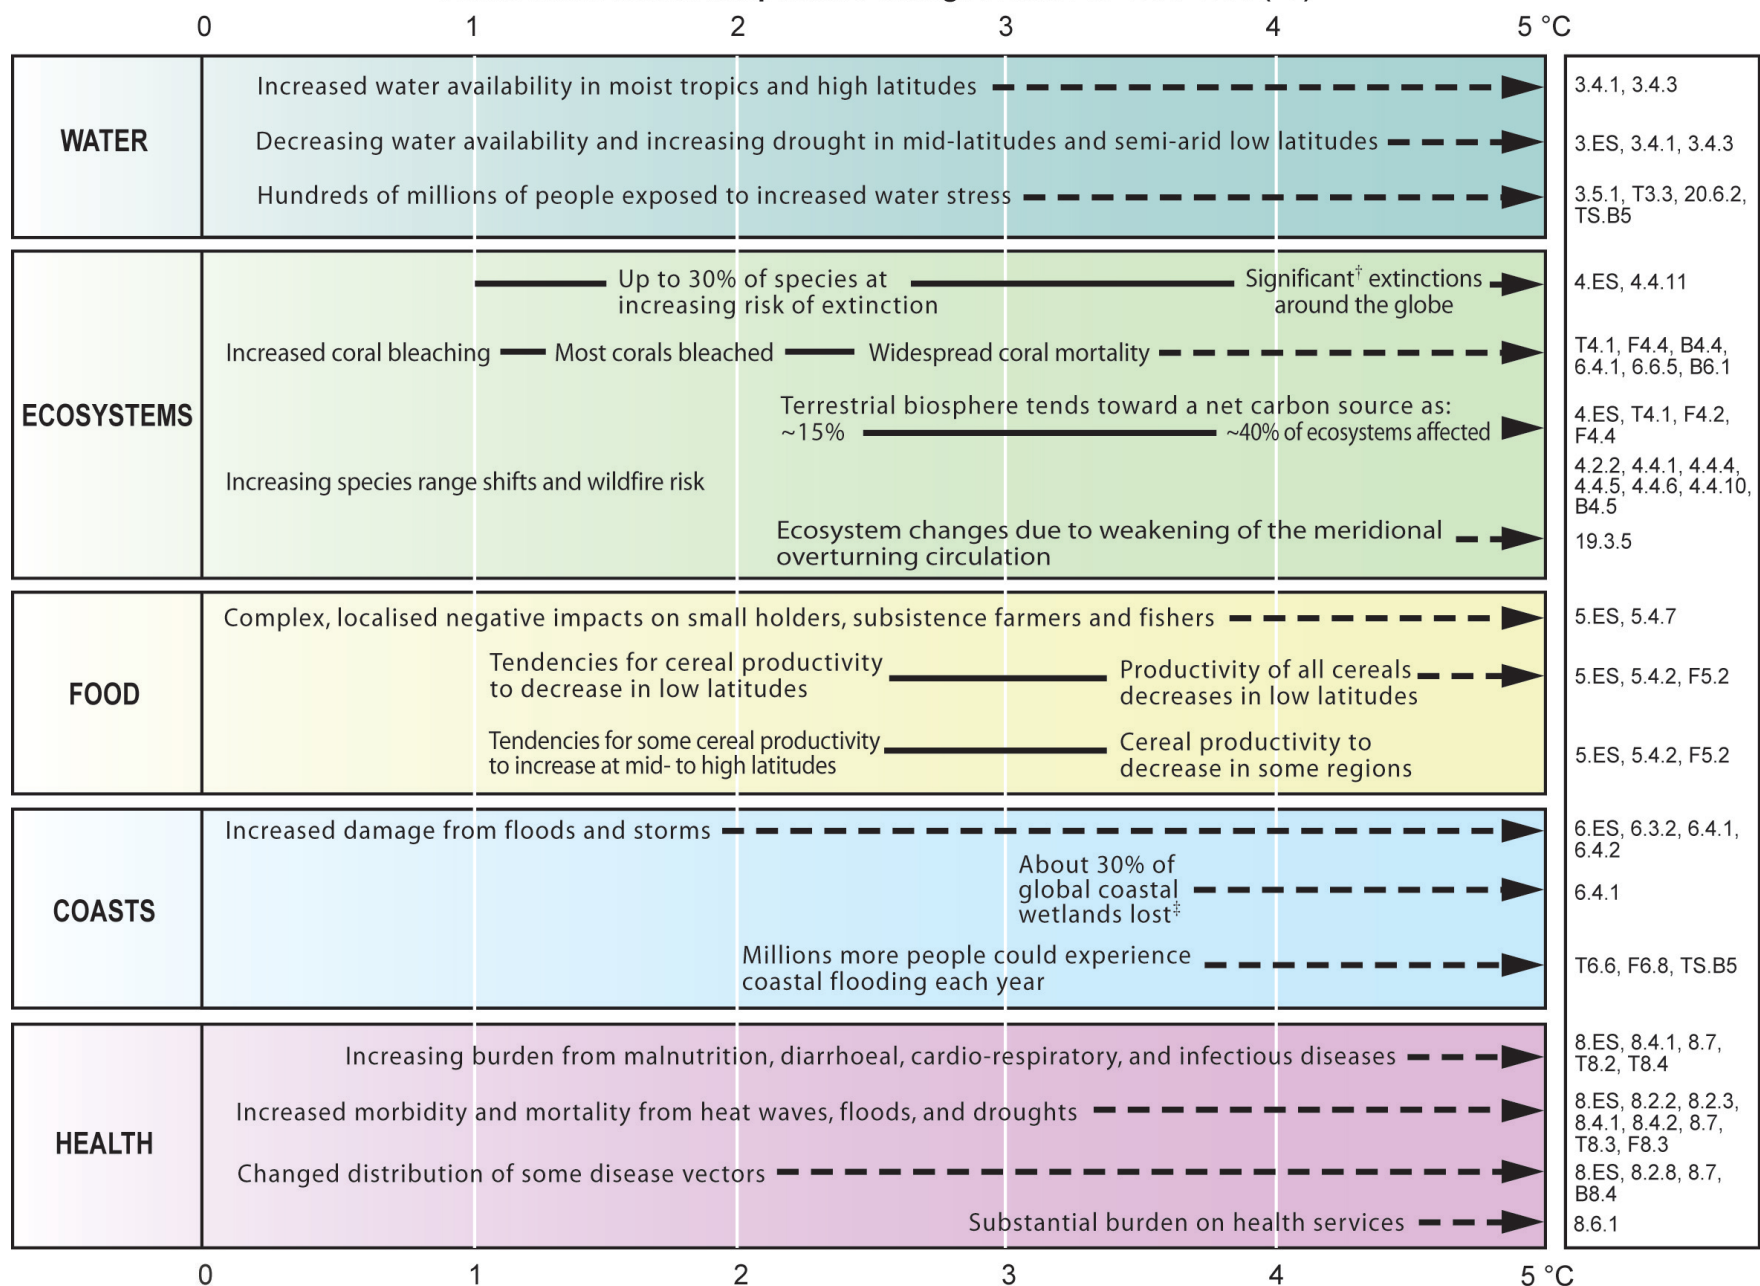 0 1 2 3 4 5 °C
WATER
Increased water availability in moist tropics and high latitudes
3.4.1, 3.4.3
Decreasing water availability and increasing drought in mid-latitudes and semi-arid low latitudes
3.ES, 3.4.1, 3.4.3
Hundreds of millions of people exposed to increased water stress
3.5.1, T3.3, 20.6.2,
TS.B5
ECOSYSTEMS
Up to 30% of species at
increasing risk of extinction
Significant† extinctions
around the globe
4.ES, 4.4.11
Increased coral bleaching
Most corals bleached
Widespread coral mortality
T4.1, F4.4, B4.4,
6.4.1, 6.6.5, B6.1
Terrestrial biosphere tends toward a net carbon source as:
~15%
~40% of ecosystems affected
4.ES, T4.1, F4.2,
F4.4
Increasing species range shifts and wildfire risk
4.2.2, 4.4.1, 4.4.4,
4.4.5, 4.4.6, 4.4.10,
B4.5
Ecosystem changes due to weakening of the meridional
overturning circulation
19.3.5
FOOD
Complex, localised negative impacts on small holders, subsistence farmers and fishers
5.ES, 5.4.7
Tendencies for cereal productivity
to decrease in low latitudes
Productivity of all cereals
decreases in low latitudes
5.ES, 5.4.2, F5.2
Tendencies for some cereal productivity
to increase at mid- to high latitudes
Cereal productivity to
decrease in some regions
5.ES, 5.4.2, F5.2
COASTS
Increased damage from floods and storms
6.ES, 6.3.2, 6.4.1,
6.4.2
About 30% of
global coastal
wetlands lost‡
6.4.1
Millions more people could experience
coastal flooding each year
T6.6, F6.8, TS.B5
HEALTH
Increasing burden from malnutrition, diarrhoeal, cardio-respiratory, and infectious diseases
8.ES, 8.4.1, 8.7,
T8.2, T8.4
Increased morbidity and mortality from heat waves, floods, and droughts
8.ES, 8.2.2, 8.2.3,
8.4.1, 8.4.2, 8.7,
T8.3, F8.3
Changed distribution of some disease vectors
8.ES, 8.2.8, 8.7,
B8.4
Substantial burden on health services
8.6.1
0 1 2 3 4 5 °C